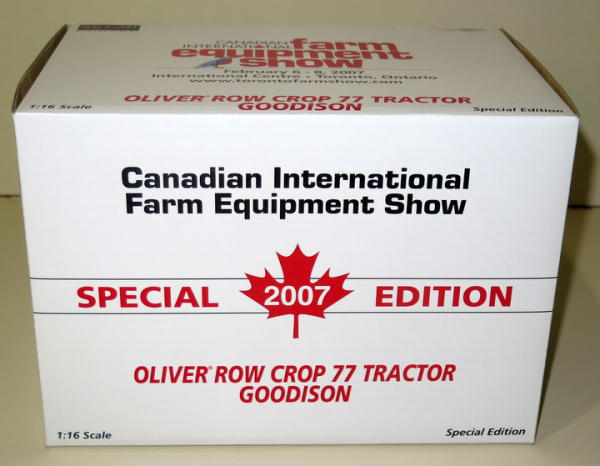 CANADIAN
INTERNATIONAL farm
equipment
show
February 6 - 8, 2007
International Centre - Toronto, Ontario
www.torontofarmshow.com
1:16 Scale
OLIVER® ROW CROP 77 TRACTOR
GOODISON
Special Edition
Canadian International
Farm Equipment Show
SPECIAL 2007 EDITION
OLIVER® ROW CROP 77 TRACTOR
GOODISON
1:16 Scale
Special Edition